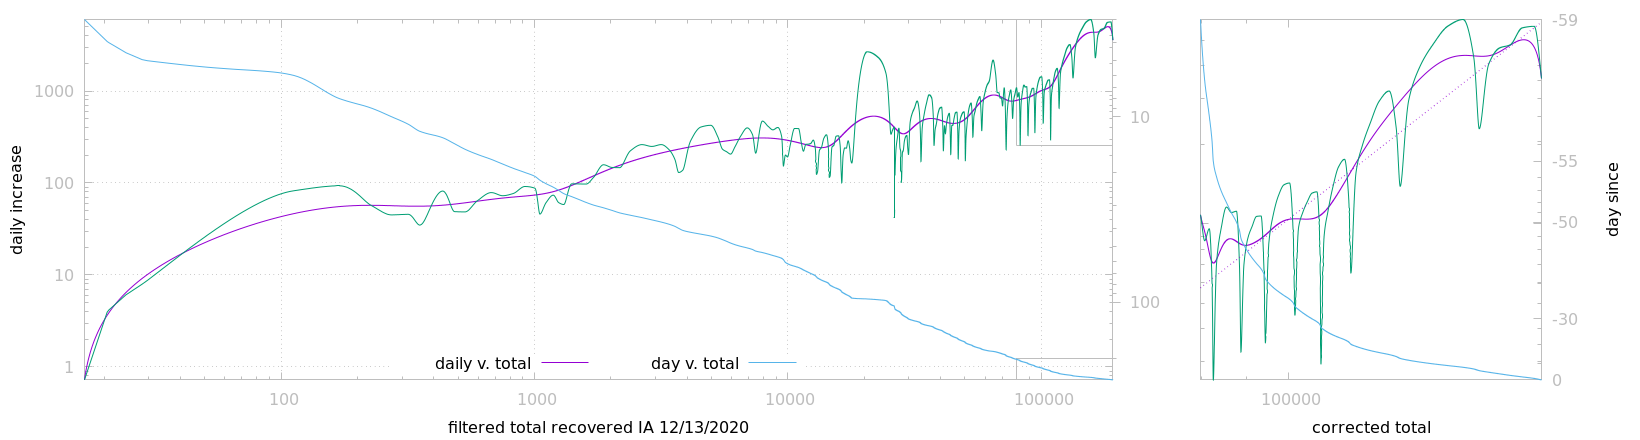 daily increase
1000
100
10
1
100
1000
10000
100000
filtered total recovered IA 12/13/2020
daily v. total
day v. total
10
100
100000
corrected total
-59
-55
-50
-30
0
day since